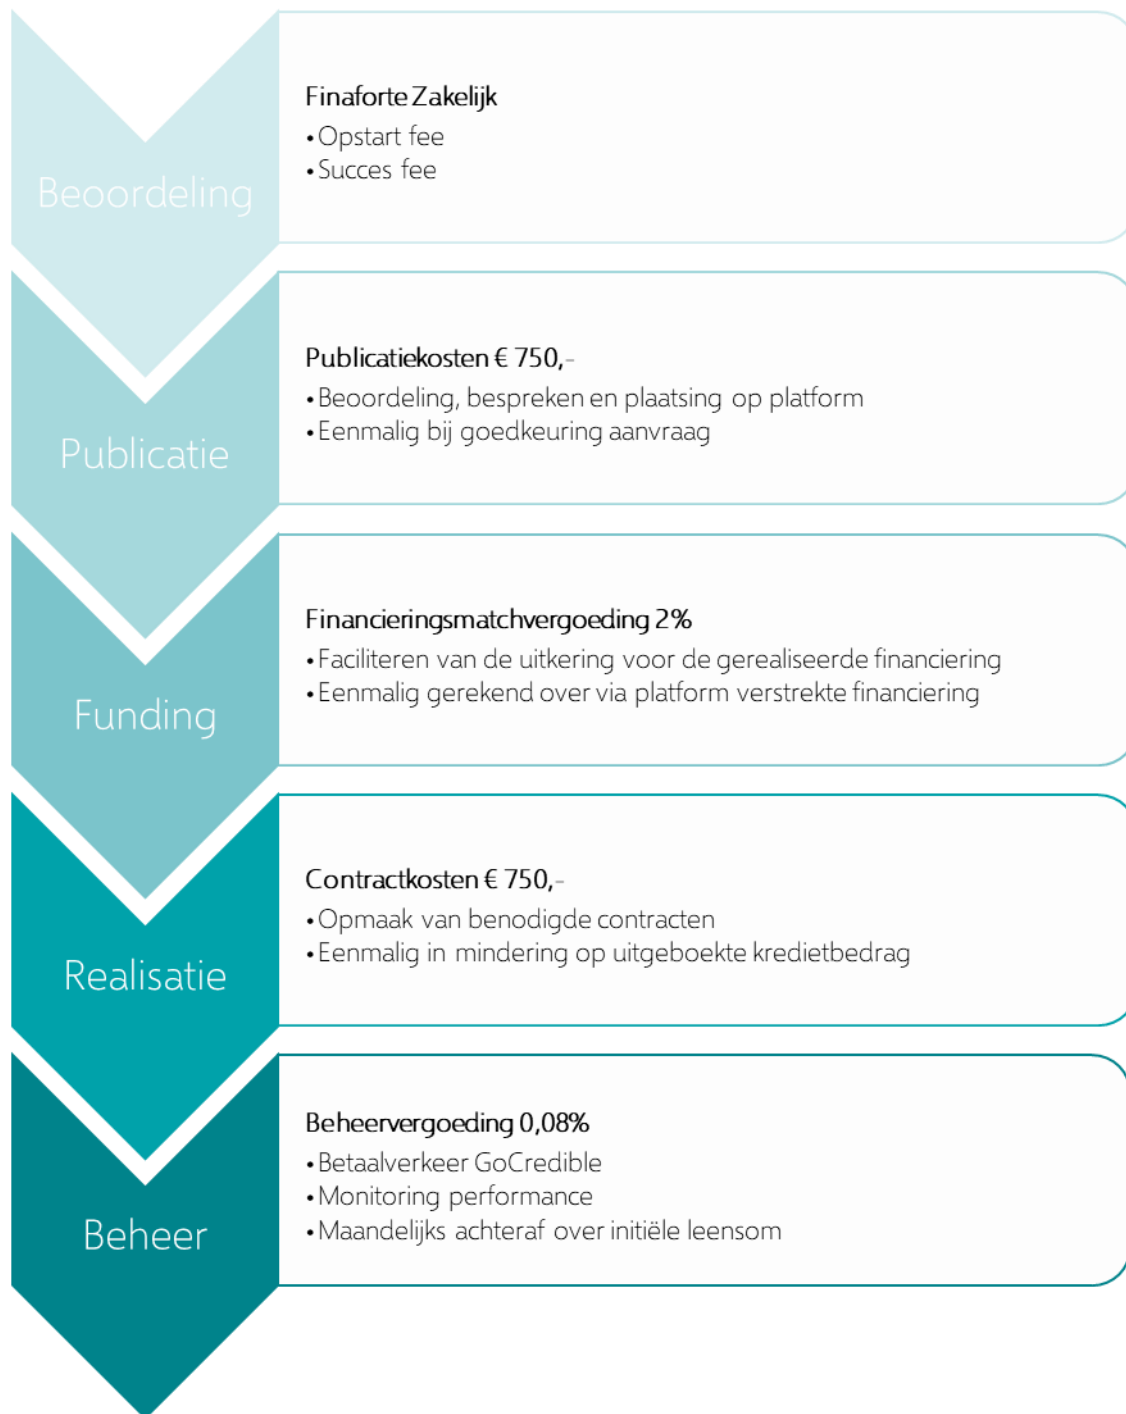 Beoordeling
Finaforte Zakelijk
• Opstart fee
• Succes fee
Publicatie
Publicatiekosten € 750,-
• Beoordeling, bespreken en plaatsing op platform
• Eenmalig bij goedkeuring aanvraag
Funding
Financieringsmatchvergoeding 2%
• Faciliteren van de uitkering voor de gerealiseerde financiering
• Eenmalig gerekend over via platform verstrekte financiering
Realisatie
Contractkosten € 750,-
• Opmaak van benodigde contracten
• Eenmalig in mindering op uitgeboekte kredietbedrag
Beheer
Beheervergoeding 0,08%
• Betaalverkeer GoCredible
• Monitoring performance
• Maandelijks achteraf over initiële leensom